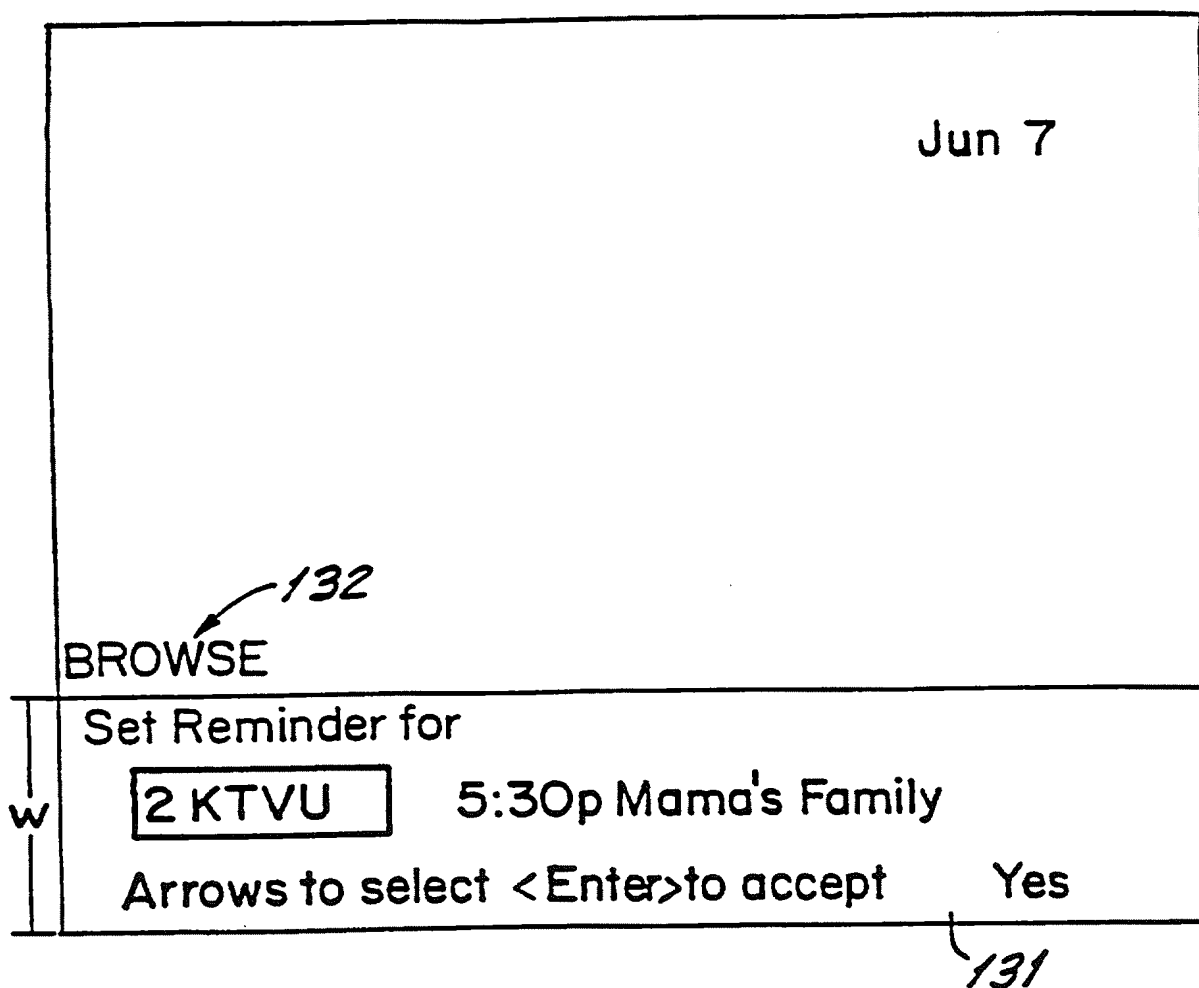 Jun 7
132
BROWSE
Set Reminder for
W
2 KTVU 5:30p Mama's Family
Arrows to select <Enter>to accept Yes
131